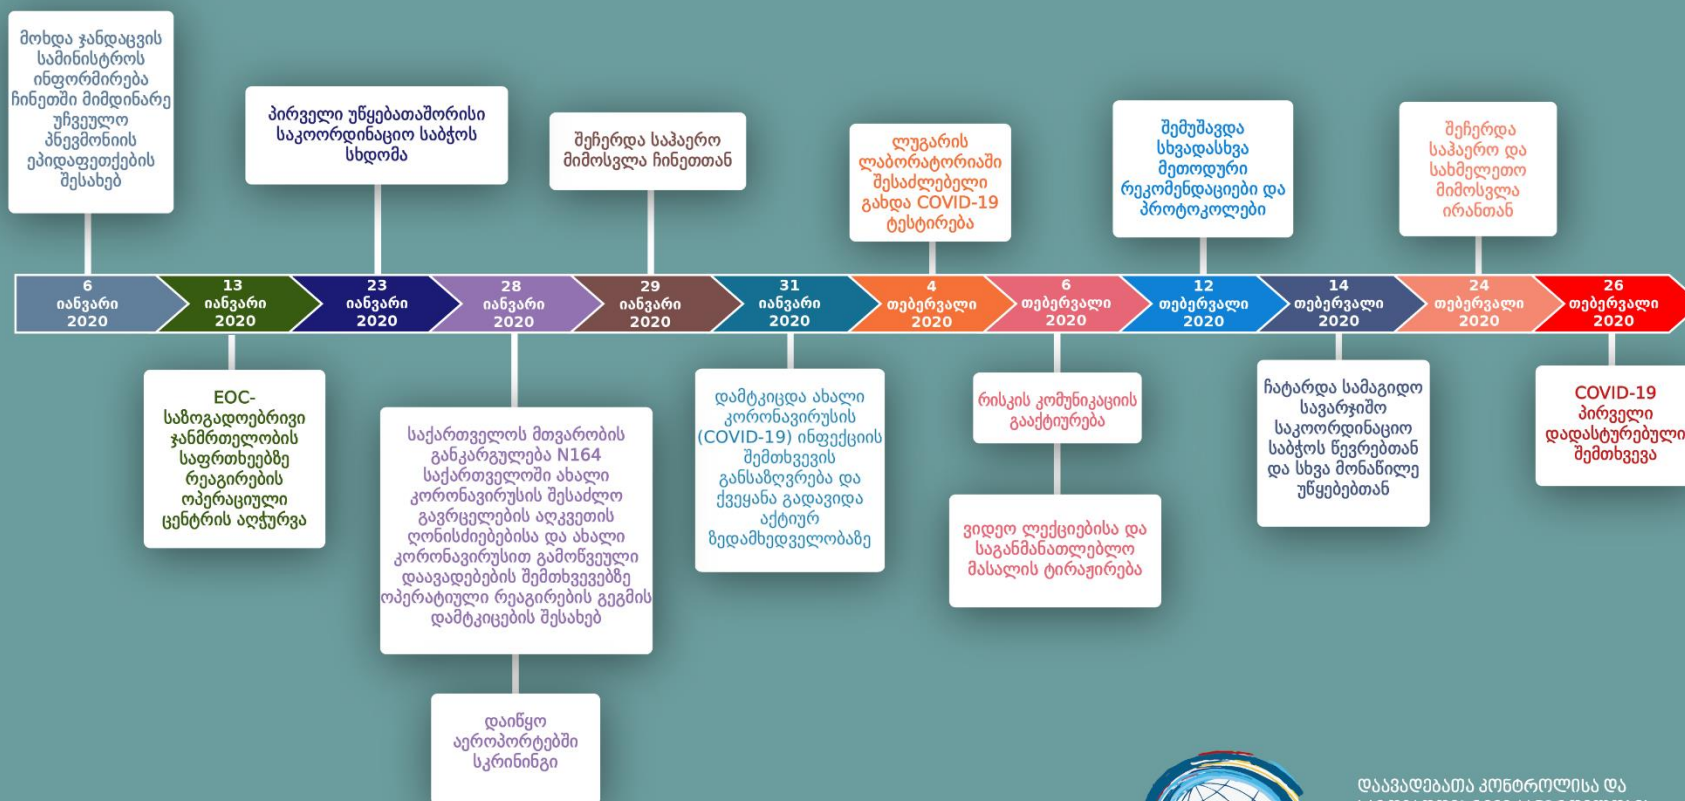 მოხდა ჯანდაცვის
სამინისტროს
ინფორმირება
ჩინეთში მიმდინარე
უჩვეულო
პნევმონიის
ეპიდაფეთქების
შესახებ
პირველი უწყებათაშორისი
საკოორდინაციო საბჭოს
სხდომა
შეჩერდა საჰაერო
მიმოსვლა ჩინეთთან
ლუგარის
ლაბორატორიაში
შესაძლებელი
გახდა COVID-19
ტესტირება
შემუშავდა
სხვადასხვა
მეთოდური
რეკომენდაციები და
პროტოკოლები
შეჩერდა
საჰაერო და
სახმელეთო
მიმოსვლა
ირანთან
6
იანვარი
2020
13
იანვარი
2020
23
იანვარი
2020
28
იანვარი
2020
29
იანვარი
2020
31
იანვარი
2020
4
თებერვალი
2020
6
თებერვალი
2020
12
თებერვალი
2020
14
თებერვალი
2020
24
თებერვალი
2020
26
თებერვალი
2020
EOC-
საზოგადოებრივი
ჯანმრთელობის
საფრთხეებზე
რეაგირების
ოპერაციული
ცენტრის აღჭურვა
საქართველოს მთვარობის
განკარგულება N164
საქართველოში ახალი
კორონავირუსის შესაძლო
გავრცელების აღკვეთის
ღონისძიებებისა და ახალი
კორონავირუსით გამოწვეული
დაავადებების შემთხვევებზე
ოპერატიული რეაგირების გეგმის
დამტკიცების შესახებ
დაიწყო
აეროპორტებში
სკრინინგი
დამტკიცდა ახალი
კორონავირუსის
(COVID-19) ინფექციის
შემთხვევის
განსაზღვრება და
ქვეყანა გადავიდა
აქტიურ
ზედამხედველობაზე
რისკის კომუნიკაციის
გააქტიურება
ვიდეო ლექციებისა და
საგანმანათლებლო
მასალის ტირაჟირება
ჩატარდა სამაგიდო
სავარჯიშო
საკოორდინაციო
საბჭოს წევრებთან
და სხვა მონაწილე
უწყებებთან
COVID-19
პირველი
დადასტურებული
შემთხვევა
დაავადებათა კონტროლისა და